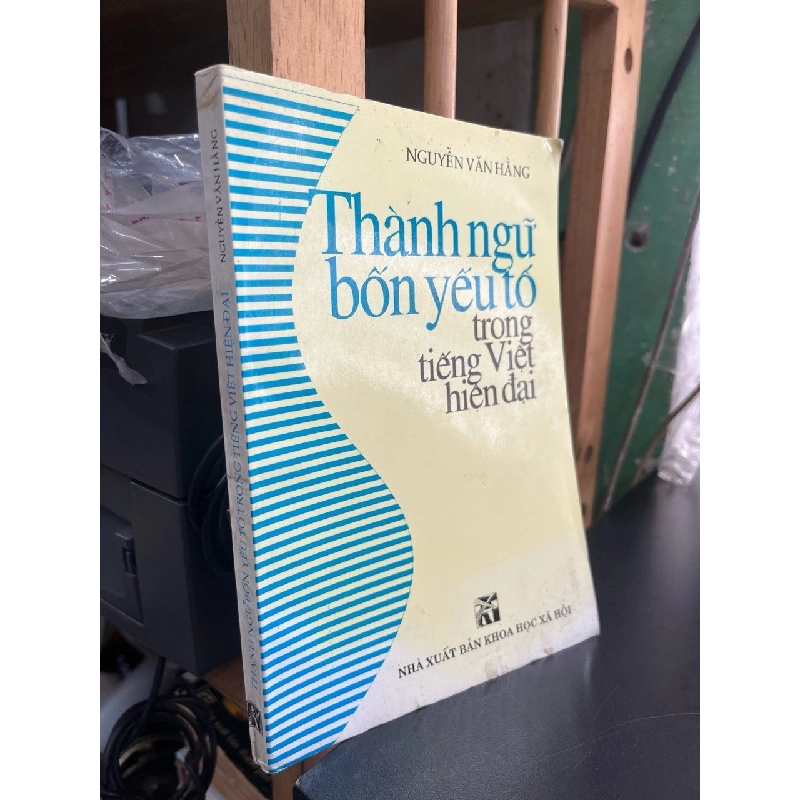 NGUYỄN VĂN HẰNG
Thành ngữ
bốn yếu tố
trong
tiếng Việt
hiện đại
NHÀ XUẤT BẢN KHOA HỌC XÃ HỘI
THÀNH NGỮ BỐN YẾU TỐ TRONG TIẾNG VIỆT HIỆN ĐẠI
NGUYỄN VĂN HẰNG